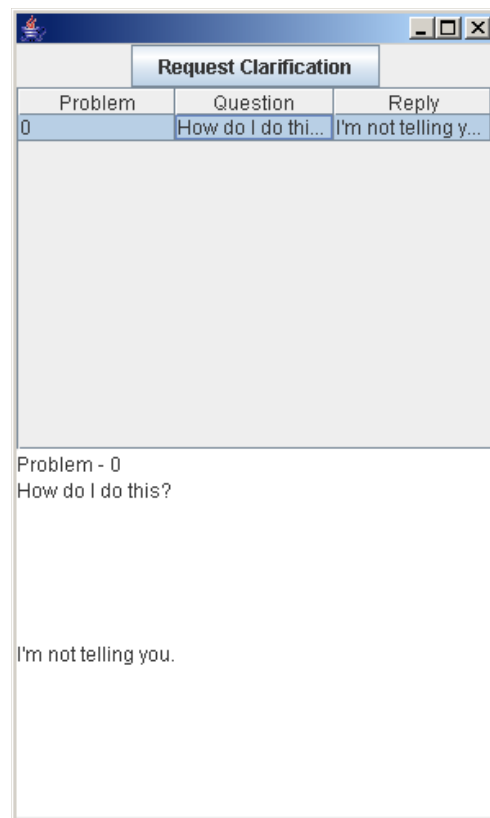 Request Clarification
Problem Question Reply
0 How do I do thi... I'm not telling y...
Problem - 0
How do I do this?
I'm not telling you.